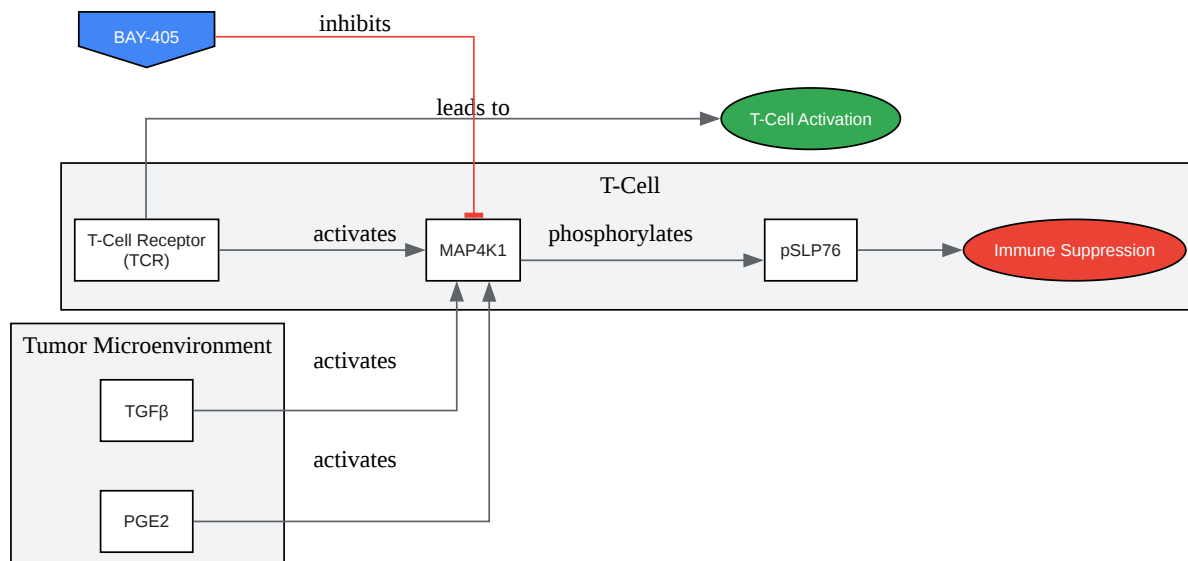 BAY-405
inhibits
leads to
T-Cell Activation
T-Cell
T-Cell Receptor
(TCR)
activates
MAP4K1
phosphorylates
pSLP76
Immune Suppression
Tumor Microenvironment
activates
TGFβ
activates
PGE2